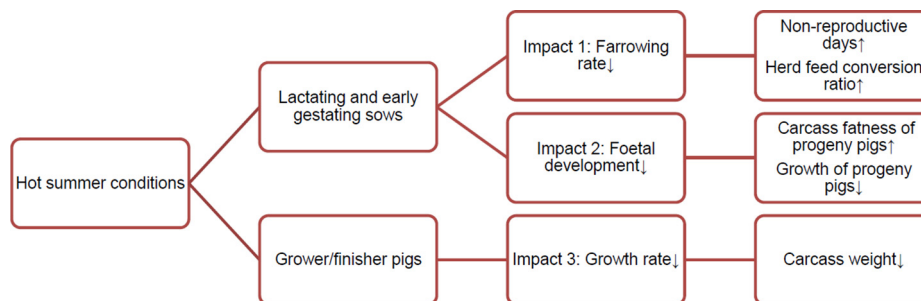 Hot summer conditions
Lactating and early
gestating sows
Grower/finisher pigs
Impact 1: Farrowing
rate↓
Impact 2: Foetal
development↓
Impact 3: Growth rate↓
Non-reproductive
days↑
Herd feed conversion
ratio↑
Carcass fatness of
progeny pigs↑
Growth of progeny
pigs↓
Carcass weight↓